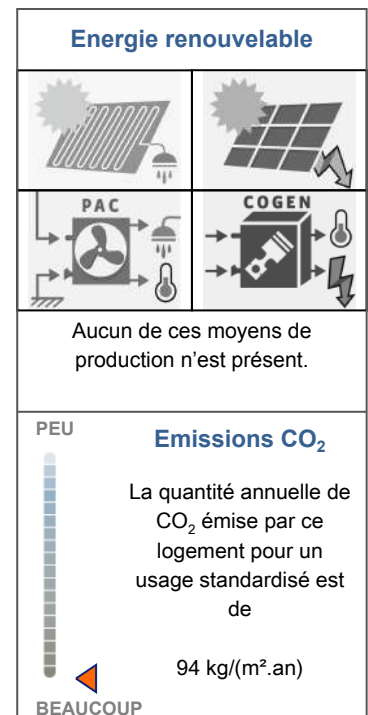 Energie renouvelable
PAC
COGEN
Aucun de ces moyens de
production n'est présent.
PEU
Emissions CO₂
La quantité annuelle de
CO₂ émise par ce
logement pour un
usage standardisé est
de
94 kg/(m².an)
BEAUCOUP